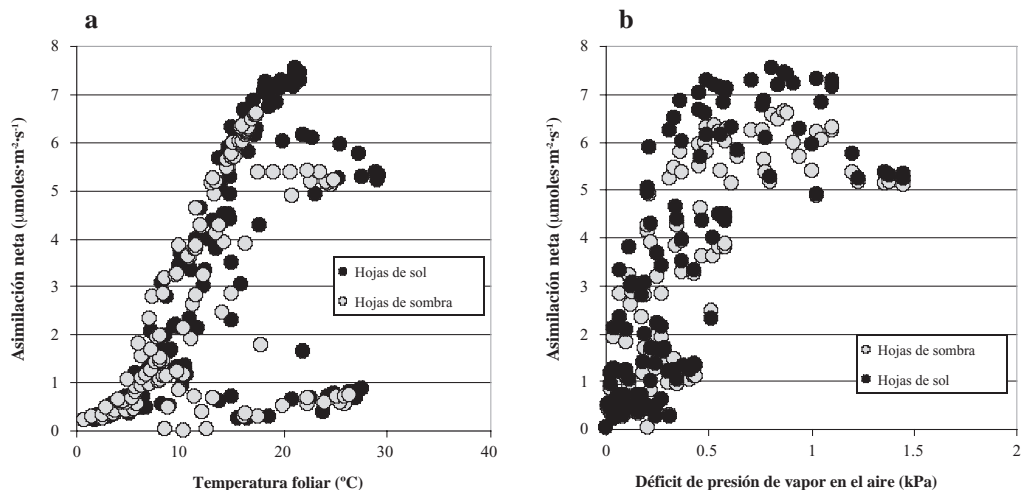 a
Asimilación neta (µmoles·m⁻²·s⁻¹)
8
7
6
5
4
3
2
1
0
0
10
20
30
40
Hojas de sol
Hojas de sombra
Temperatura foliar (ºC)
b
Asimilación neta (µmoles·m⁻²·s⁻¹)
8
7
6
5
4
3
2
1
0
0
0.5
1
1.5
2
Hojas de sombra
Hojas de sol
Déficit de presión de vapor en el aire (kPa)